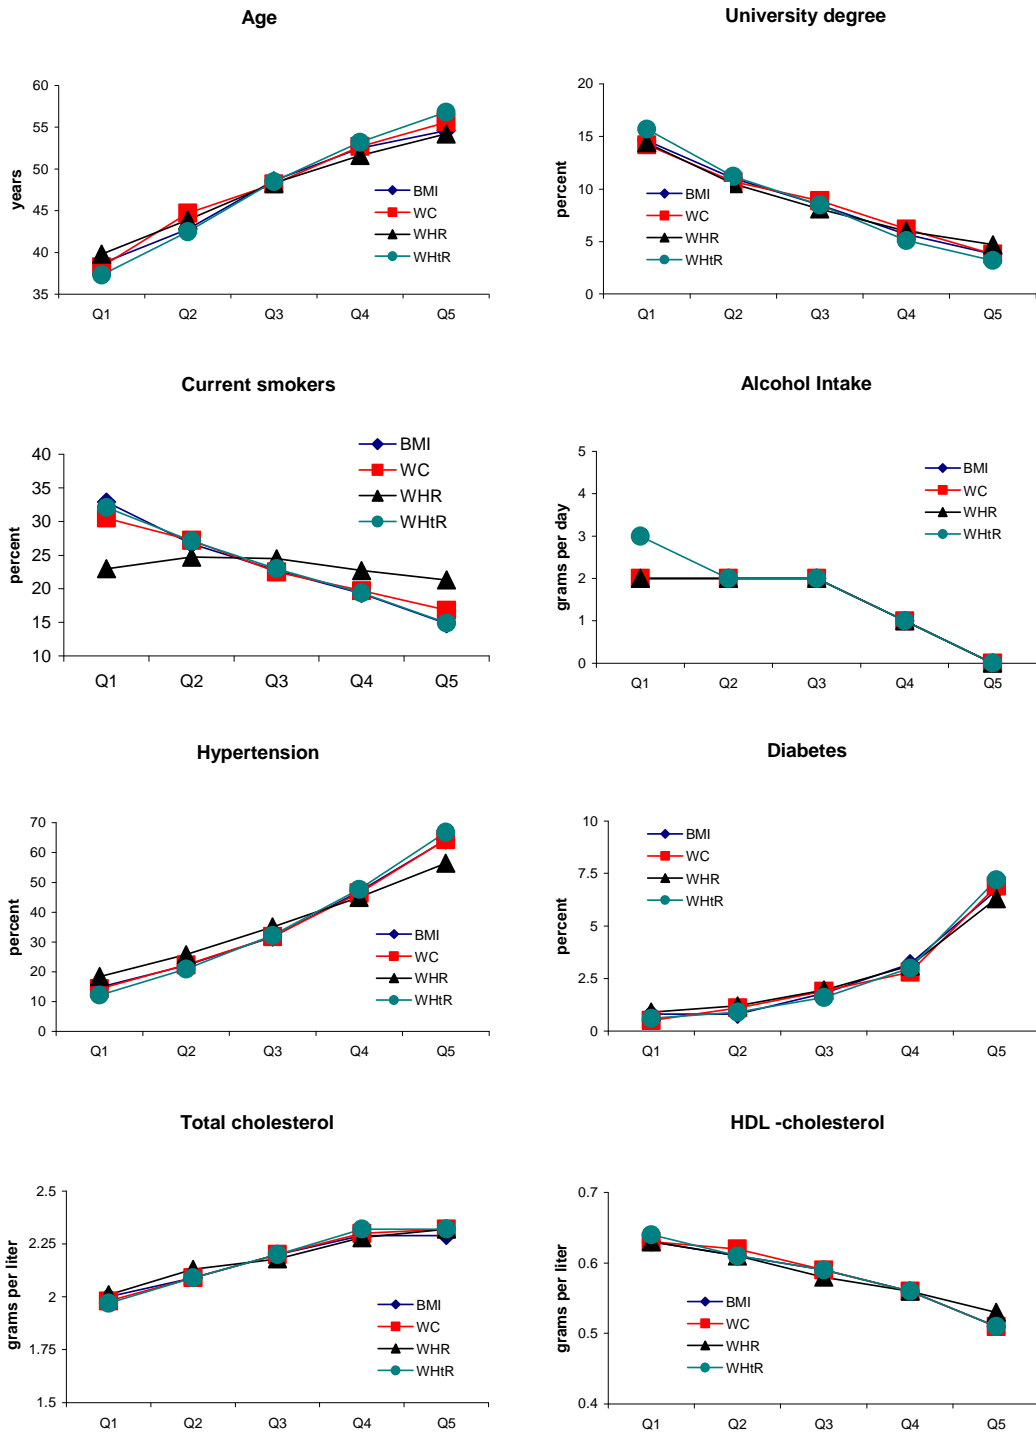 Age
University degree
60
55
50
45
40
35
years
BMI
WC
WHR
WHtR
Q1 Q2 Q3 Q4 Q5
20
15
10
5
0
percent
BMI
WC
WHR
WHtR
Q1 Q2 Q3 Q4 Q5
Current smokers
Alcohol Intake
40
35
30
25
20
15
10
percent
BMI
WC
WHR
WHtR
Q1 Q2 Q3 Q4 Q5
5
4
3
2
1
0
grams per day
BMI
WC
WHR
WHtR
Q1 Q2 Q3 Q4 Q5
Hypertension
Diabetes
70
60
50
40
30
20
10
0
percent
BMI
WC
WHR
WHtR
Q1 Q2 Q3 Q4 Q5
10
7.5
5
2.5
0
percent
BMI
WC
WHR
WHtR
Q1 Q2 Q3 Q4 Q5
Total cholesterol
HDL -cholesterol
2.5
2.25
2
1.75
1.5
grams per liter
BMI
WC
WHR
WHtR
Q1 Q2 Q3 Q4 Q5
0.7
0.6
0.5
0.4
grams per liter
BMI
WC
WHR
WHtR
Q1 Q2 Q3 Q4 Q5